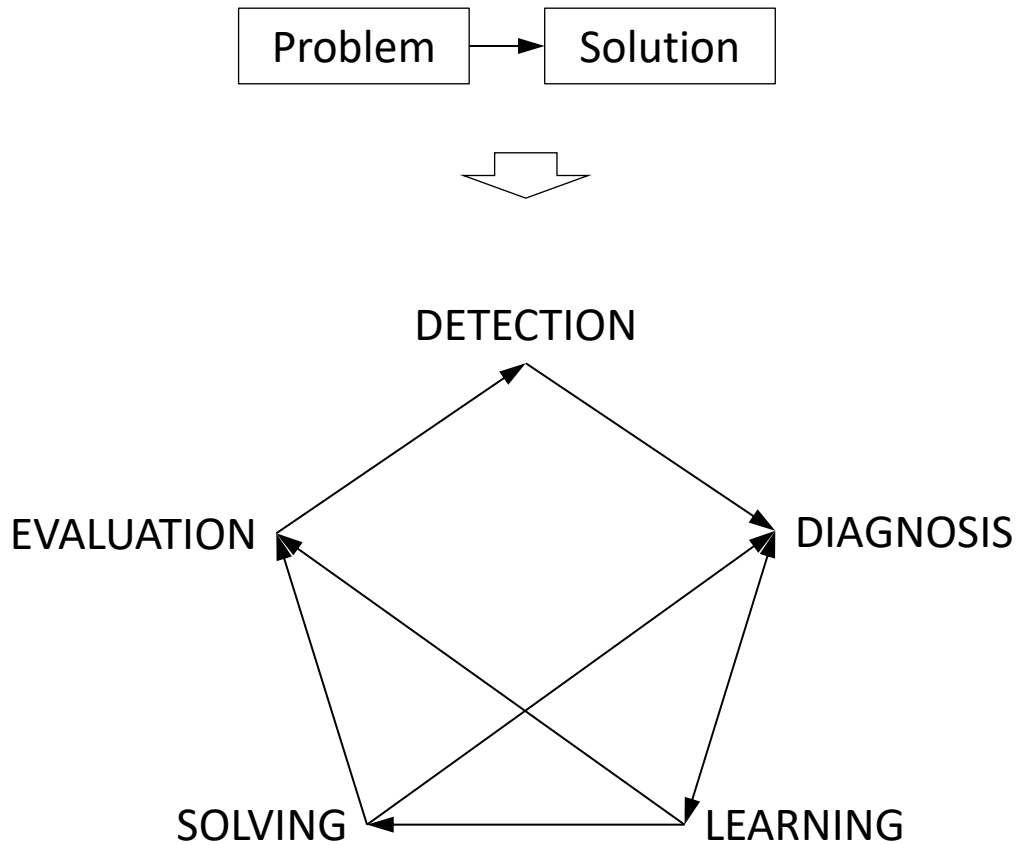 Problem
Solution
DETECTION
EVALUATION
DIAGNOSIS
SOLVING
LEARNING